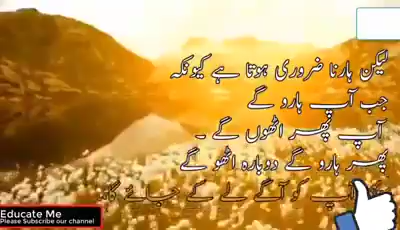 لیکن ہارنا ضروری ہوتا ہے کیونکہ
جب آپ ہارو گے
آپ پھر اٹھوں گے ۔
پھر ہارو گے دوبارہ اٹھو گے
آپ کو آگے لے کے جائے گا
Educate Me
Please Subscribe our channel